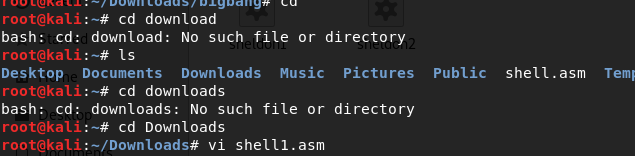 root@kali:~/Downloads/bigbang# cd
root@kali:~# cd download
bash: cd: download: No such file or directory
sheldon1 sheldon2
root@kali:~# ls
Desktop Documents Downloads Music Pictures Public shell.asm Temp
root@kali:~# cd downloads
bash: cd: downloads: No such file or directory
root@kali:~# cd Downloads
root@kali:~/Downloads# vi shell1.asm